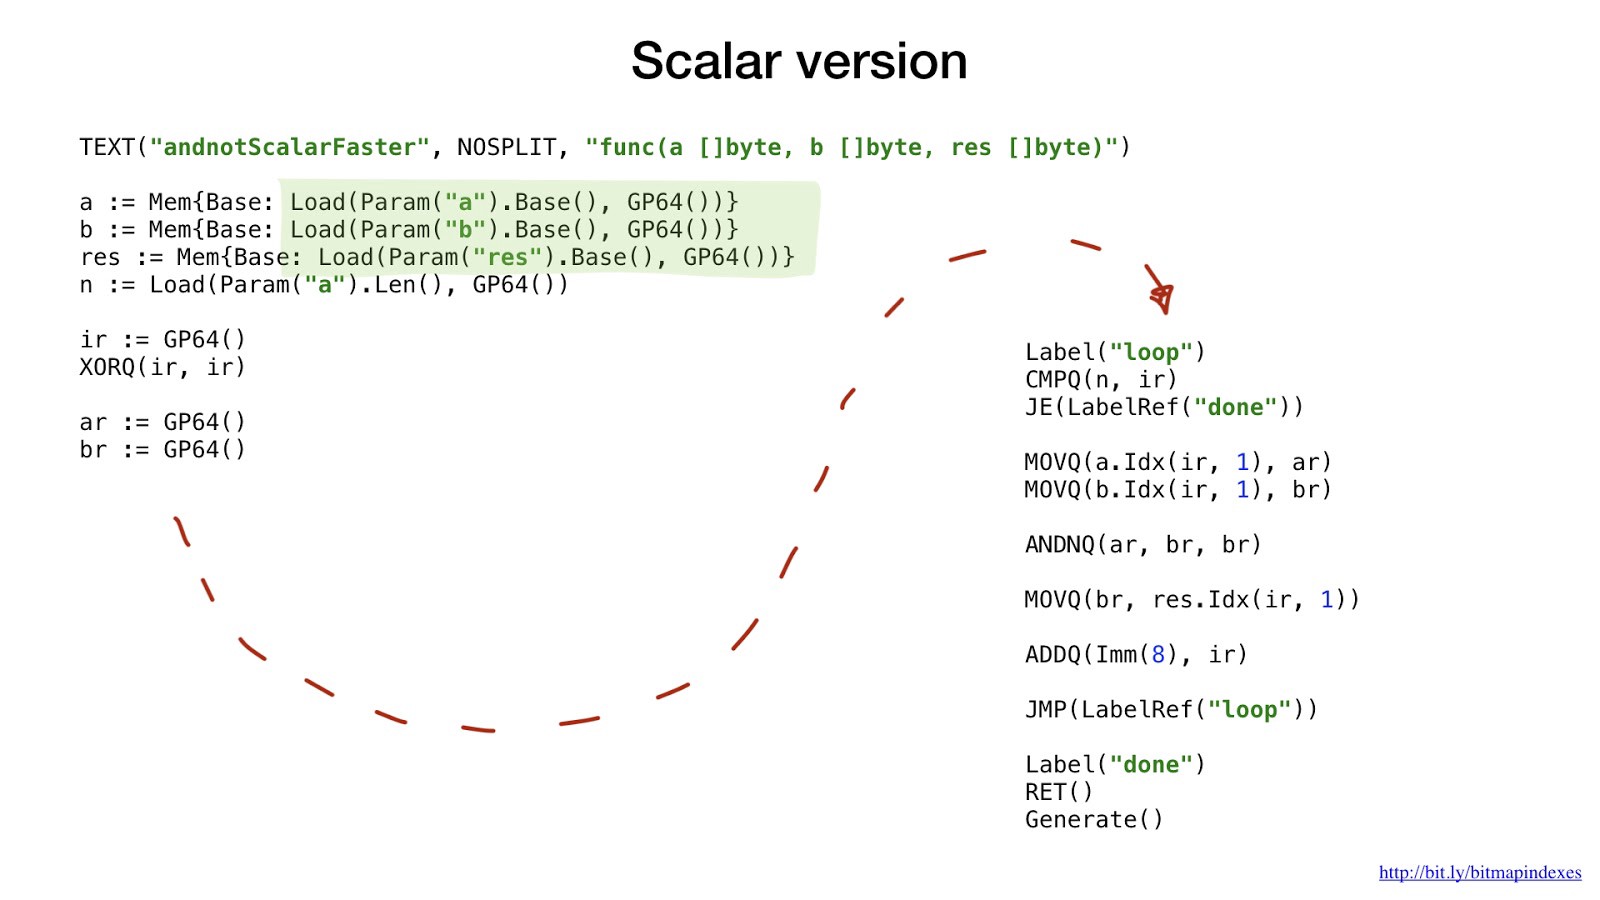 Scalar version
TEXT("andnotScalarFaster", NOSPLIT, "func(a []byte, b []byte, res []byte)")
a := Mem{Base: Load(Param("a").Base(), GP64())}
b := Mem{Base: Load(Param("b").Base(), GP64())}
res := Mem{Base: Load(Param("res").Base(), GP64())}
n := Load(Param("a").Len(), GP64())
ir := GP64()
XORQ(ir, ir)
ar := GP64()
br := GP64()
Label("loop")
CMPQ(n, ir)
JE(LabelRef("done"))
MOVQ(a.Idx(ir, 1), ar)
MOVQ(b.Idx(ir, 1), br)
ANDNQ(ar, br, br)
MOVQ(br, res.Idx(ir, 1))
ADDQ(Imm(8), ir)
JMP(LabelRef("loop"))
Label("done")
RET()
Generate()
http://bit.ly/bitmapindexes